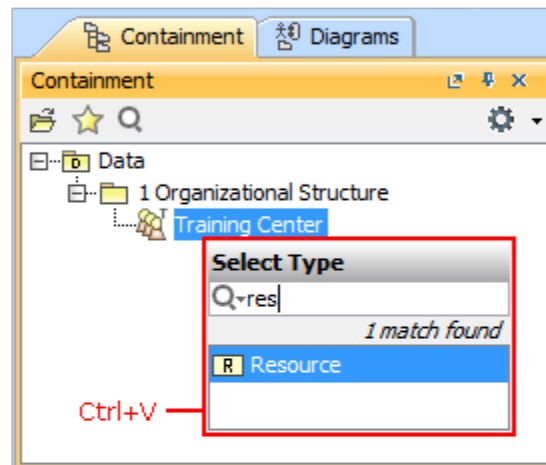 Containment Diagrams
Containment
D Data
1 Organizational Structure
T Training Center
Select Type
res
1 match found
R Resource
Ctrl+V